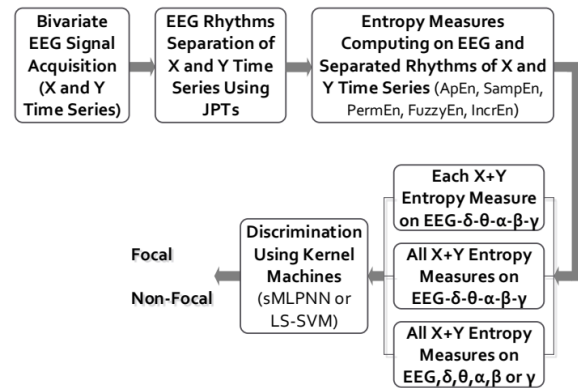 Bivariate
EEG Signal
Acquisition
(X and Y
Time Series)
EEG Rhythms
Separation of
X and Y Time
Series Using
JPTs
Entropy Measures
Computing on EEG and
Separated Rhythms of X and
Y Time Series (ApEn, SampEn,
PermEn, FuzzyEn, IncrEn)
Each X+Y
Entropy Measure
on EEG-δ-θ-α-β-γ
All X+Y Entropy
Measures on
EEG-δ-θ-α-β-γ
All X+Y Entropy
Measures on
EEG,δ,θ,α,β or γ
Discrimination
Using Kernel
Machines
(sMLPNN or
LS-SVM)
Focal
Non-Focal